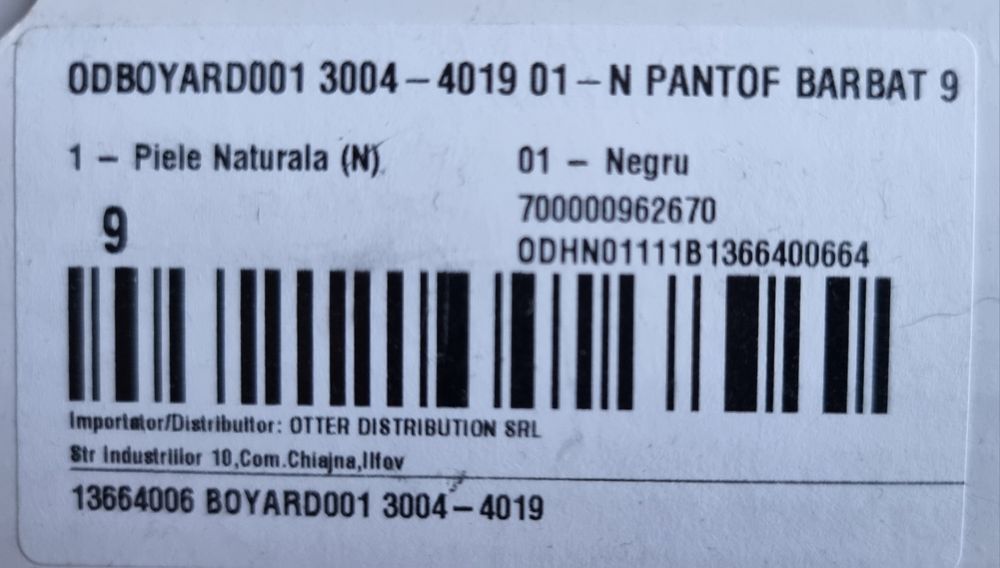 ODBOYARD001 3004-4019 01-N PANTOF BARBAT 9
1 - Piele Naturala (N)
01 - Negru
9
700000962670
ODHN01111B1366400664
Importator/Distribuitor: OTTER DISTRIBUTION SRL
Str Industriilor 10,Com.Chiajna,Ilfov
13664006 BOYARD001 3004-4019